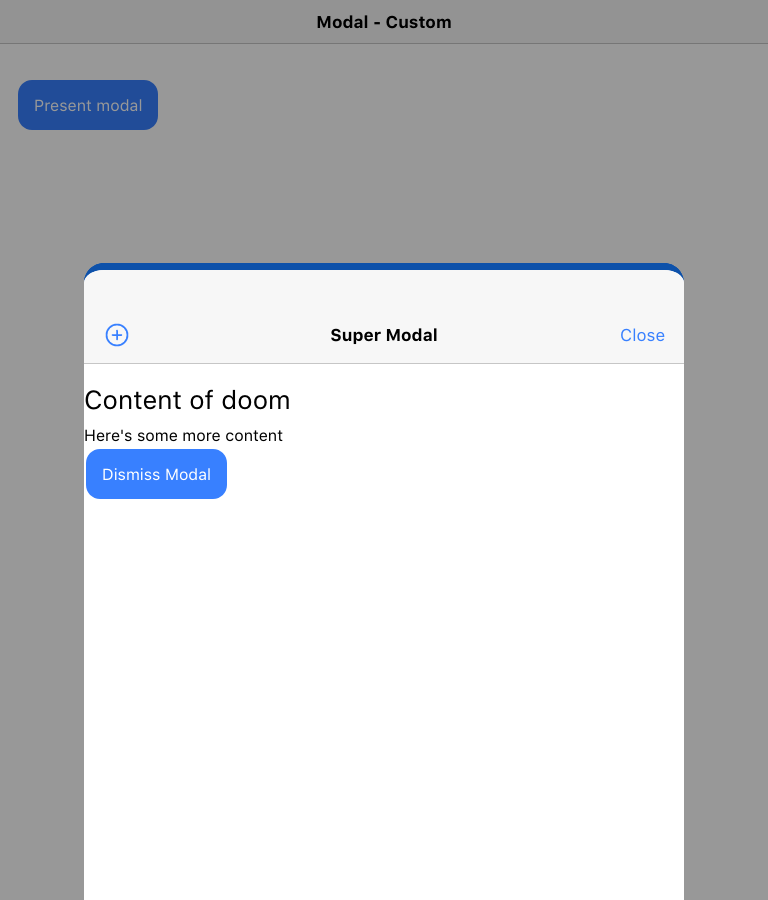 Modal - Custom
Present modal
Super Modal
Close
Content of doom
Here's some more content
Dismiss Modal